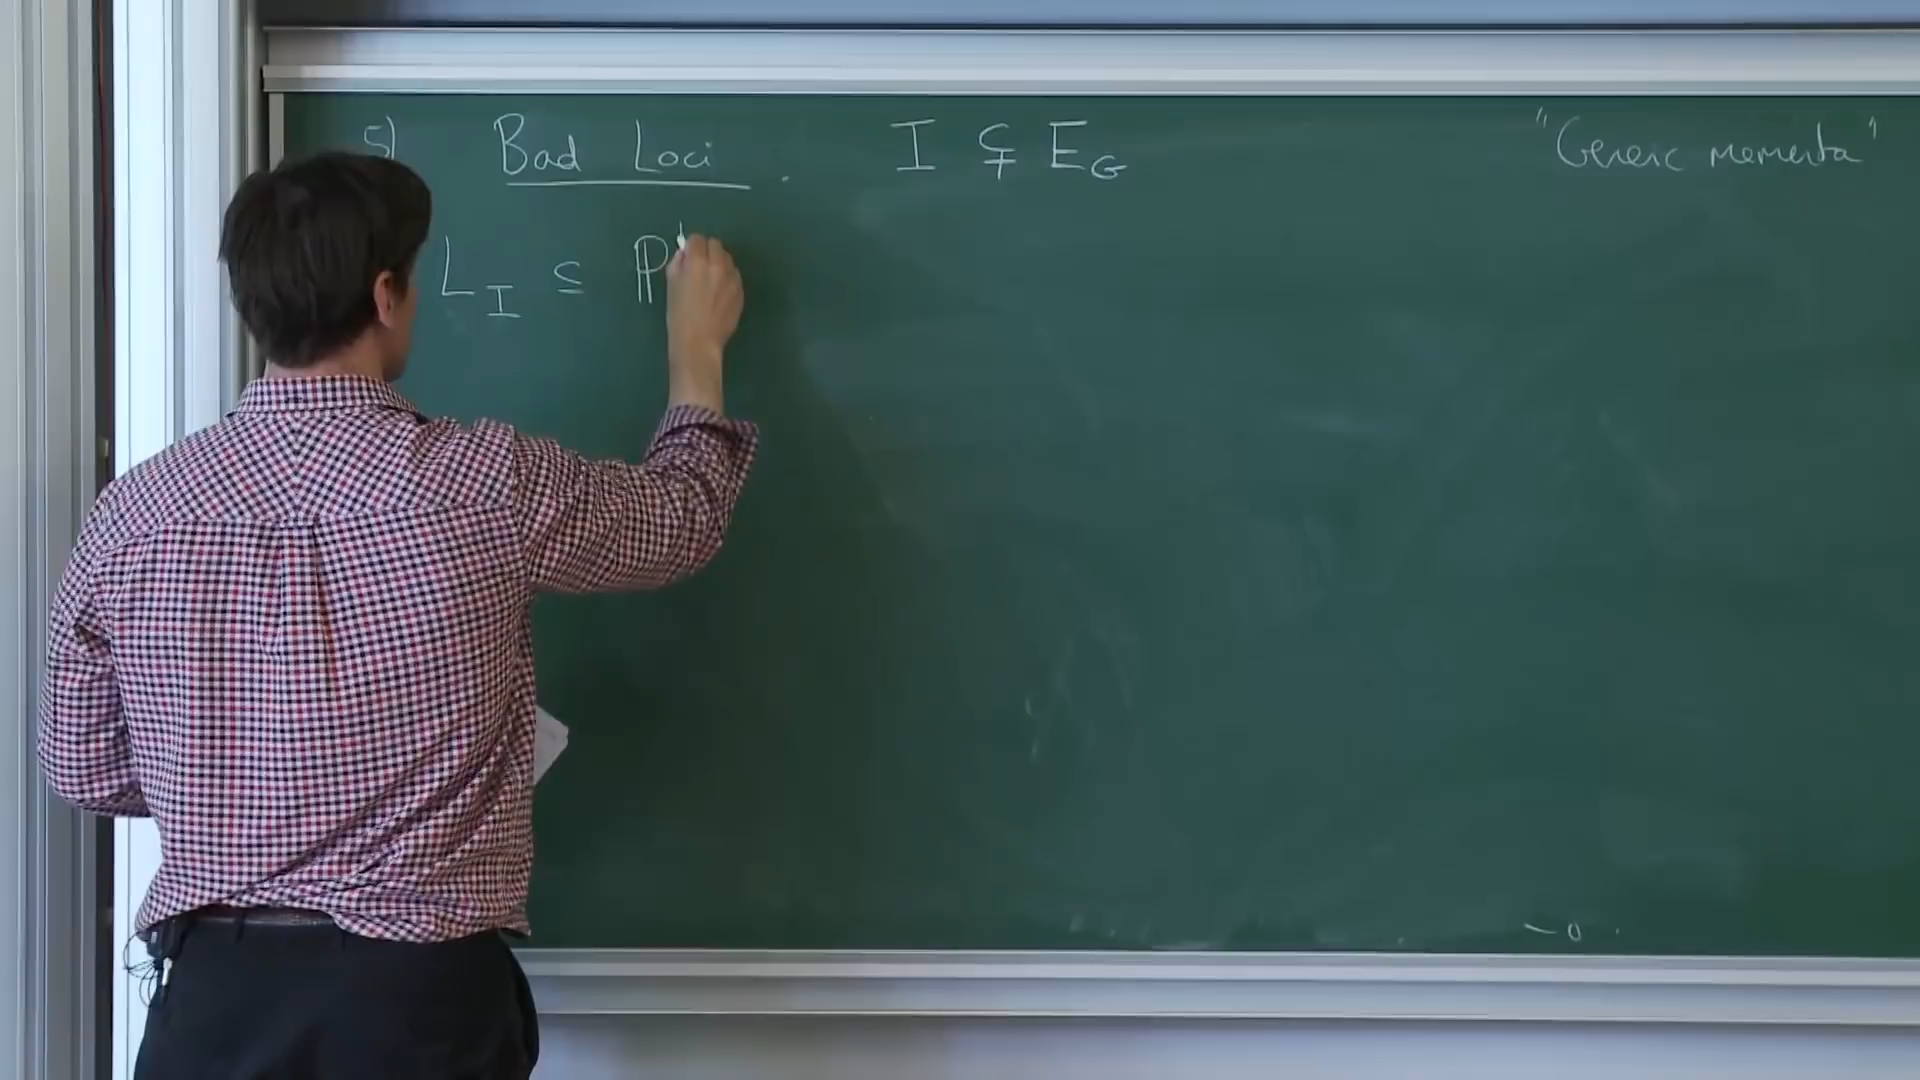 5) Bad Loci . I ⊊ E_G "Generic momenta"
L_I ⊆ ℙ